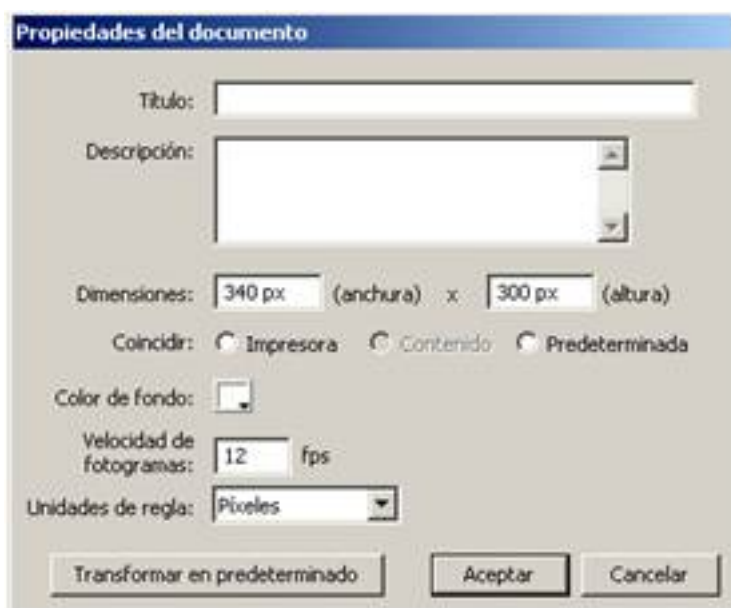 Propiedades del documento
Título:
Descripción:
Dimensiones: 340 px (anchura) x 300 px (altura)
Coincidir: Impresora Contenido Predeterminada
Color de fondo:
Velocidad de
fotogramas: 12 fps
Unidades de regla: Píxeles
Transformar en predeterminado Aceptar Cancelar